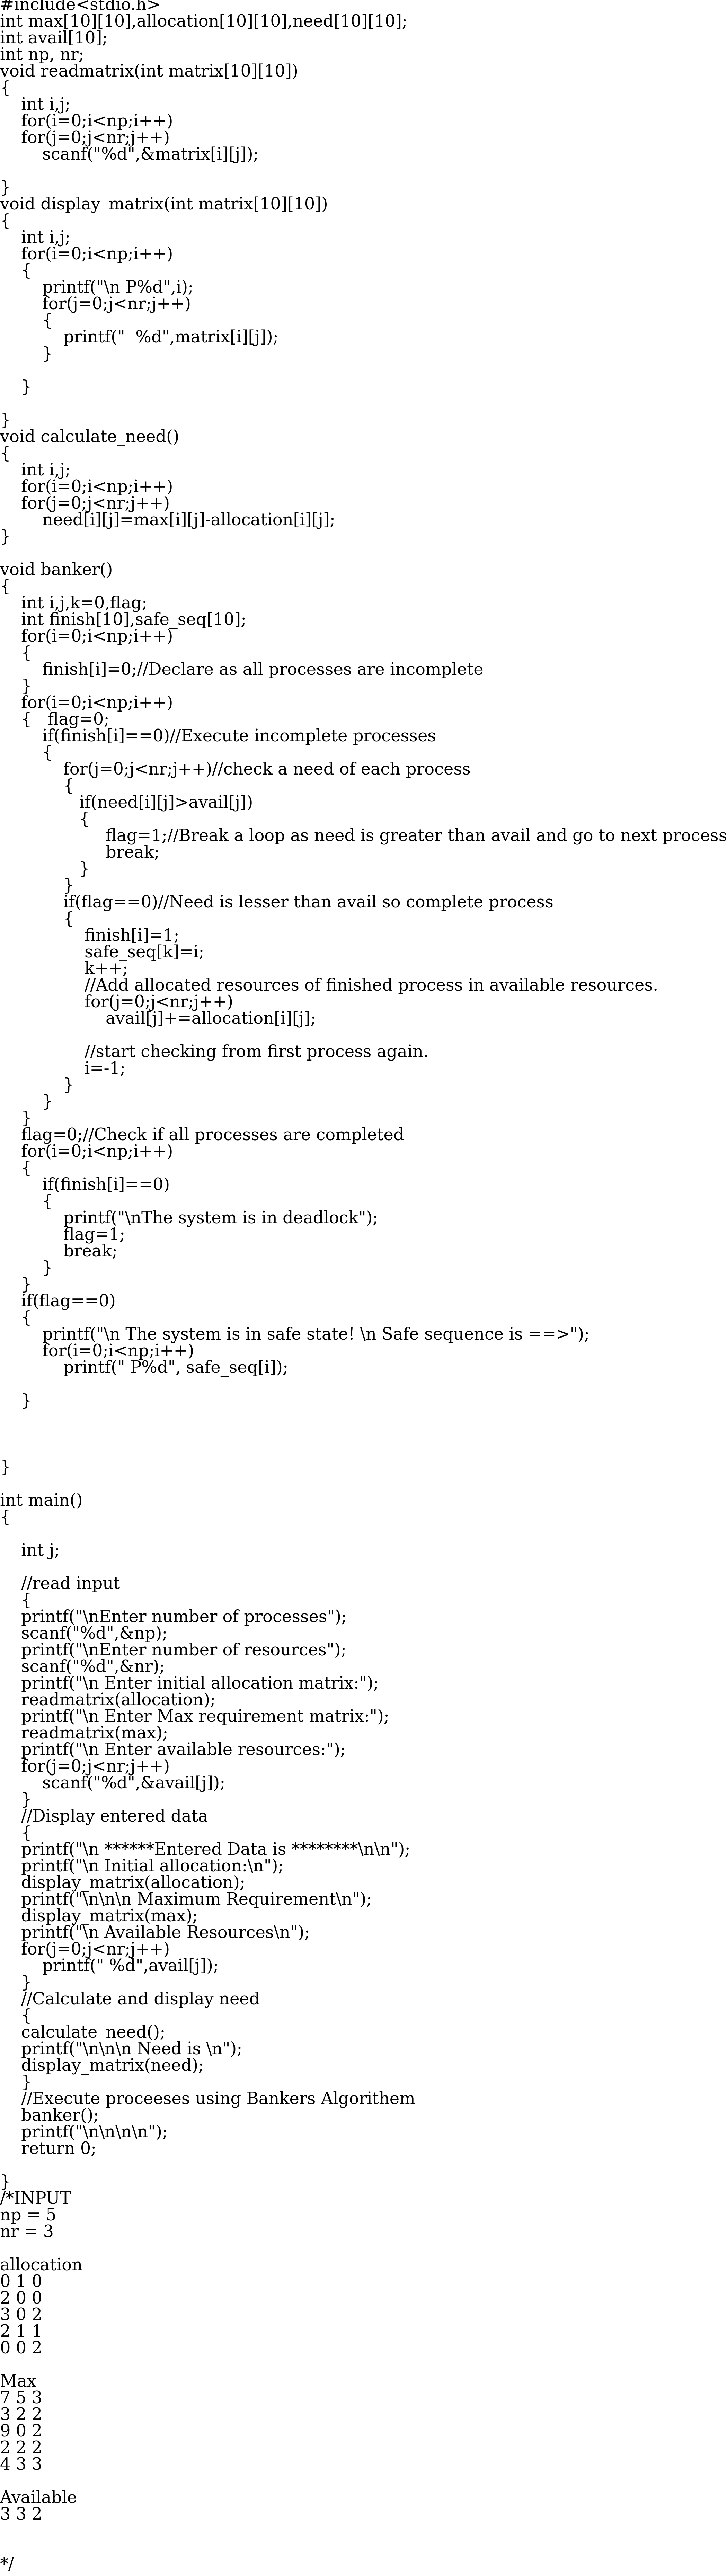 #include<stdio.h>
int max[10][10],allocation[10][10],need[10][10];
int avail[10];
int np, nr;
void readmatrix(int matrix[10][10])
{
    int i,j;
    for(i=0;i<np;i++)
    for(j=0;j<nr;j++)
        scanf("%d",&matrix[i][j]);

}
void display_matrix(int matrix[10][10])
{
    int i,j;
    for(i=0;i<np;i++)
    {
        printf("\n P%d",i);
        for(j=0;j<nr;j++)
        {
            printf("  %d",matrix[i][j]);
        }

    }

}
void calculate_need()
{
    int i,j;
    for(i=0;i<np;i++)
    for(j=0;j<nr;j++)
        need[i][j]=max[i][j]-allocation[i][j];
}

void banker()
{
    int i,j,k=0,flag;
    int finish[10],safe_seq[10];
    for(i=0;i<np;i++)
    {
        finish[i]=0;//Declare as all processes are incomplete
    }
    for(i=0;i<np;i++)
    {   flag=0;
        if(finish[i]==0)//Execute incomplete processes
        {
            for(j=0;j<nr;j++)//check a need of each process
            {
               if(need[i][j]>avail[j])
               {
                    flag=1;//Break a loop as need is greater than avail and go to next process
                    break;
               }
            }
            if(flag==0)//Need is lesser than avail so complete process
            {
                finish[i]=1;
                safe_seq[k]=i;
                k++;
                //Add allocated resources of finished process in available resources.
                for(j=0;j<nr;j++)
                    avail[j]+=allocation[i][j];

                //start checking from first process again.
                i=-1;
            }
        }
    }
    flag=0;//Check if all processes are completed
    for(i=0;i<np;i++)
    {
        if(finish[i]==0)
        {
            printf("\nThe system is in deadlock");
            flag=1;
            break;
        }
    }
    if(flag==0)
    {
        printf("\n The system is in safe state! \n Safe sequence is ==>");
        for(i=0;i<np;i++)
            printf(" P%d", safe_seq[i]);

    }



}

int main()
{

    int j;

    //read input
    {
    printf("\nEnter number of processes");
    scanf("%d",&np);
    printf("\nEnter number of resources");
    scanf("%d",&nr);
    printf("\n Enter initial allocation matrix:");
    readmatrix(allocation);
    printf("\n Enter Max requirement matrix:");
    readmatrix(max);
    printf("\n Enter available resources:");
    for(j=0;j<nr;j++)
        scanf("%d",&avail[j]);
    }
    //Display entered data
    {
    printf("\n ******Entered Data is ********\n\n");
    printf("\n Initial allocation:\n");
    display_matrix(allocation);
    printf("\n\n\n Maximum Requirement\n");
    display_matrix(max);
    printf("\n Available Resources\n");
    for(j=0;j<nr;j++)
        printf(" %d",avail[j]);
    }
    //Calculate and display need
    {
    calculate_need();
    printf("\n\n\n Need is \n");
    display_matrix(need);
    }
    //Execute proceeses using Bankers Algorithem
    banker();
    printf("\n\n\n\n");
    return 0;

}
/*INPUT
np = 5
nr = 3

allocation
0 1 0
2 0 0
3 0 2
2 1 1
0 0 2

Max
7 5 3
3 2 2
9 0 2
2 2 2
4 3 3

Available
3 3 2


*/